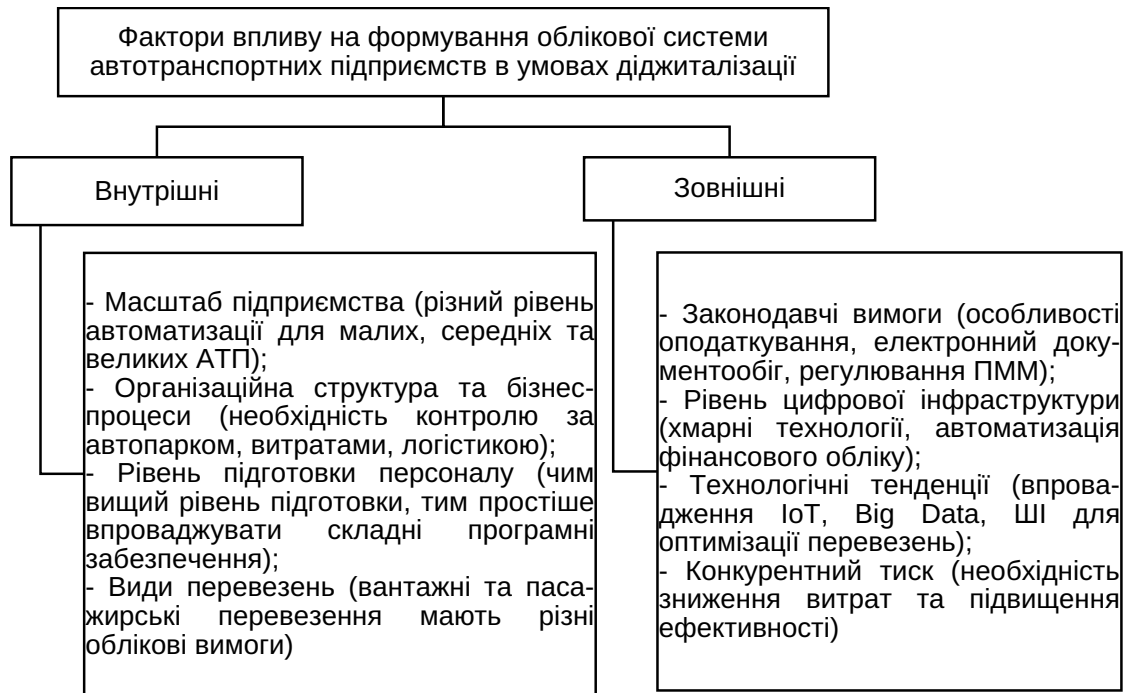 Фактори впливу на формування облікової системи
автотранспортних підприємств в умовах діджиталізації
Внутрішні
Зовнішні
- Масштаб підприємства (різний рівень
автоматизації для малих, середніх та
великих АТП);
- Організаційна структура та бізнес-
процеси (необхідність контролю за
автопарком, витратами, логістикою);
- Рівень підготовки персоналу (чим
вищий рівень підготовки, тим простіше
впроваджувати складні програмні
забезпечення);
- Види перевезень (вантажні та паса-
жирські перевезення мають різні
облікові вимоги)
- Законодавчі вимоги (особливості
оподаткування, електронний доку-
ментообіг, регулювання ПММ);
- Рівень цифрової інфраструктури
(хмарні технології, автоматизація
фінансового обліку);
- Технологічні тенденції (впрова-
дження IoT, Big Data, ШІ для
оптимізації перевезень);
- Конкурентний тиск (необхідність
зниження витрат та підвищення
ефективності)